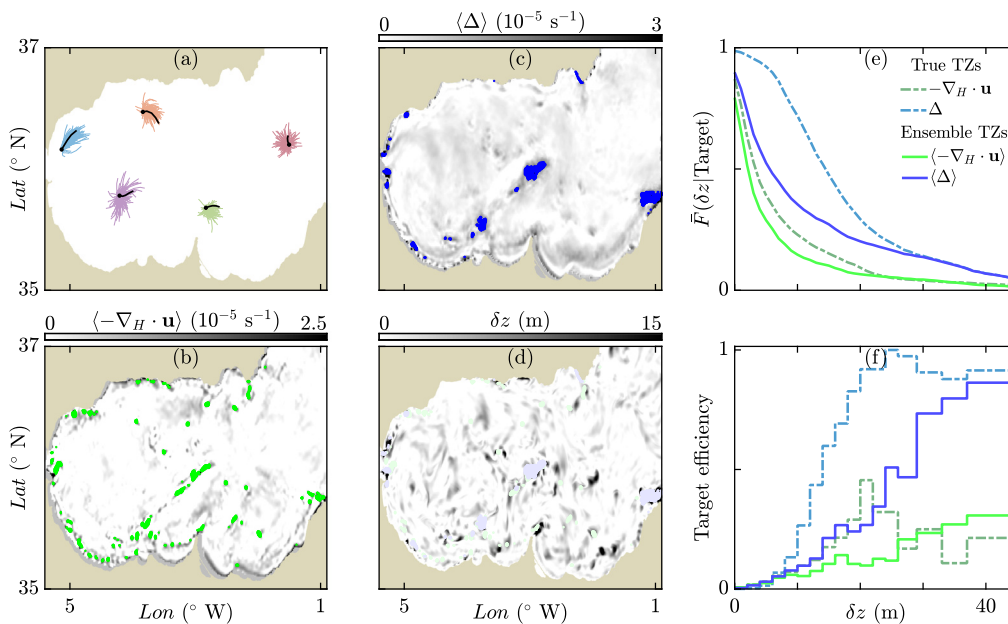 0 ⟨Δ⟩ (10⁻⁵ s⁻¹) 3
37
(a)
Lat (° N)
35
(c)
1
(e)
True TZs
−∇_H · u
Δ
Ensemble TZs
⟨−∇_H · u⟩
⟨Δ⟩
F̄(δz|Target)
0
0 ⟨−∇_H · u⟩ (10⁻⁵ s⁻¹) 2.5
37
(b)
Lat (° N)
35
5
1
Lon (° W)
0 δz (m) 15
(d)
5
1
Lon (° W)
1
(f)
Target efficiency
0
0
20
40
δz (m)